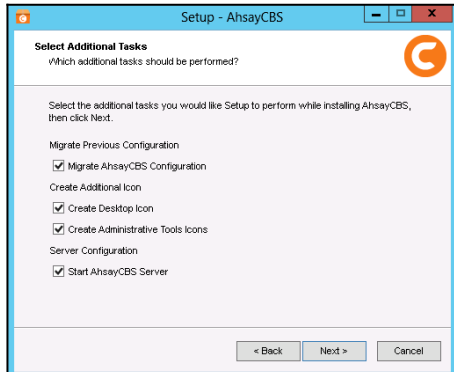 Setup - AhsayCBS
Select Additional Tasks
Which additional tasks should be performed?
Select the additional tasks you would like Setup to perform while installing AhsayCBS,
then click Next.
Migrate Previous Configuration
Migrate AhsayCBS Configuration
Create Additional Icon
Create Desktop Icon
Create Administrative Tools Icons
Server Configuration
Start AhsayCBS Server
< Back Next > Cancel